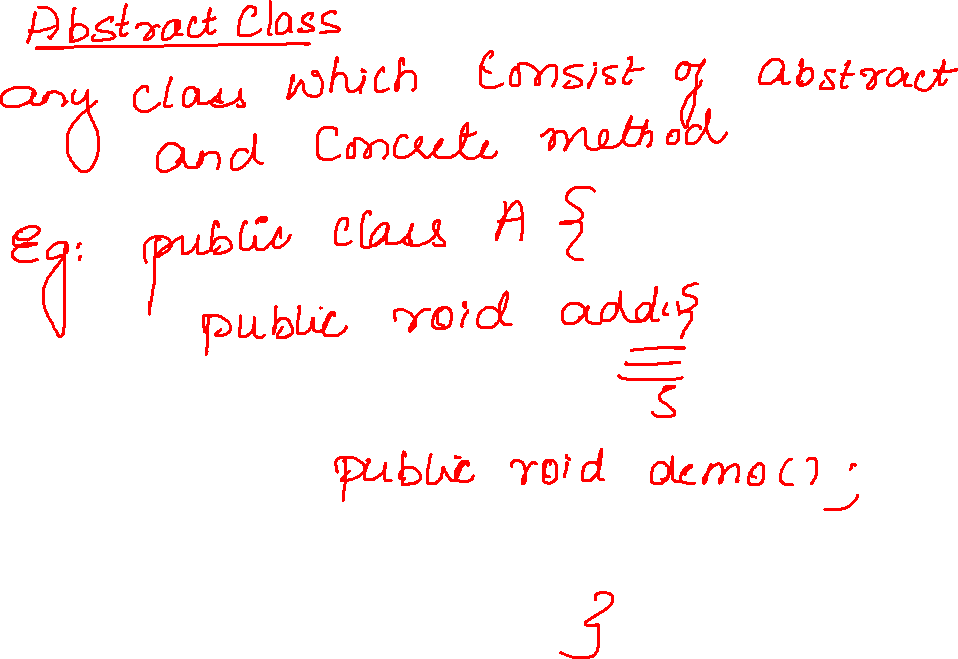 Abstract Class
any class which Consist of abstract
and Concrete method
Eg: public class A {
public void add() {
}
public void demo();
}